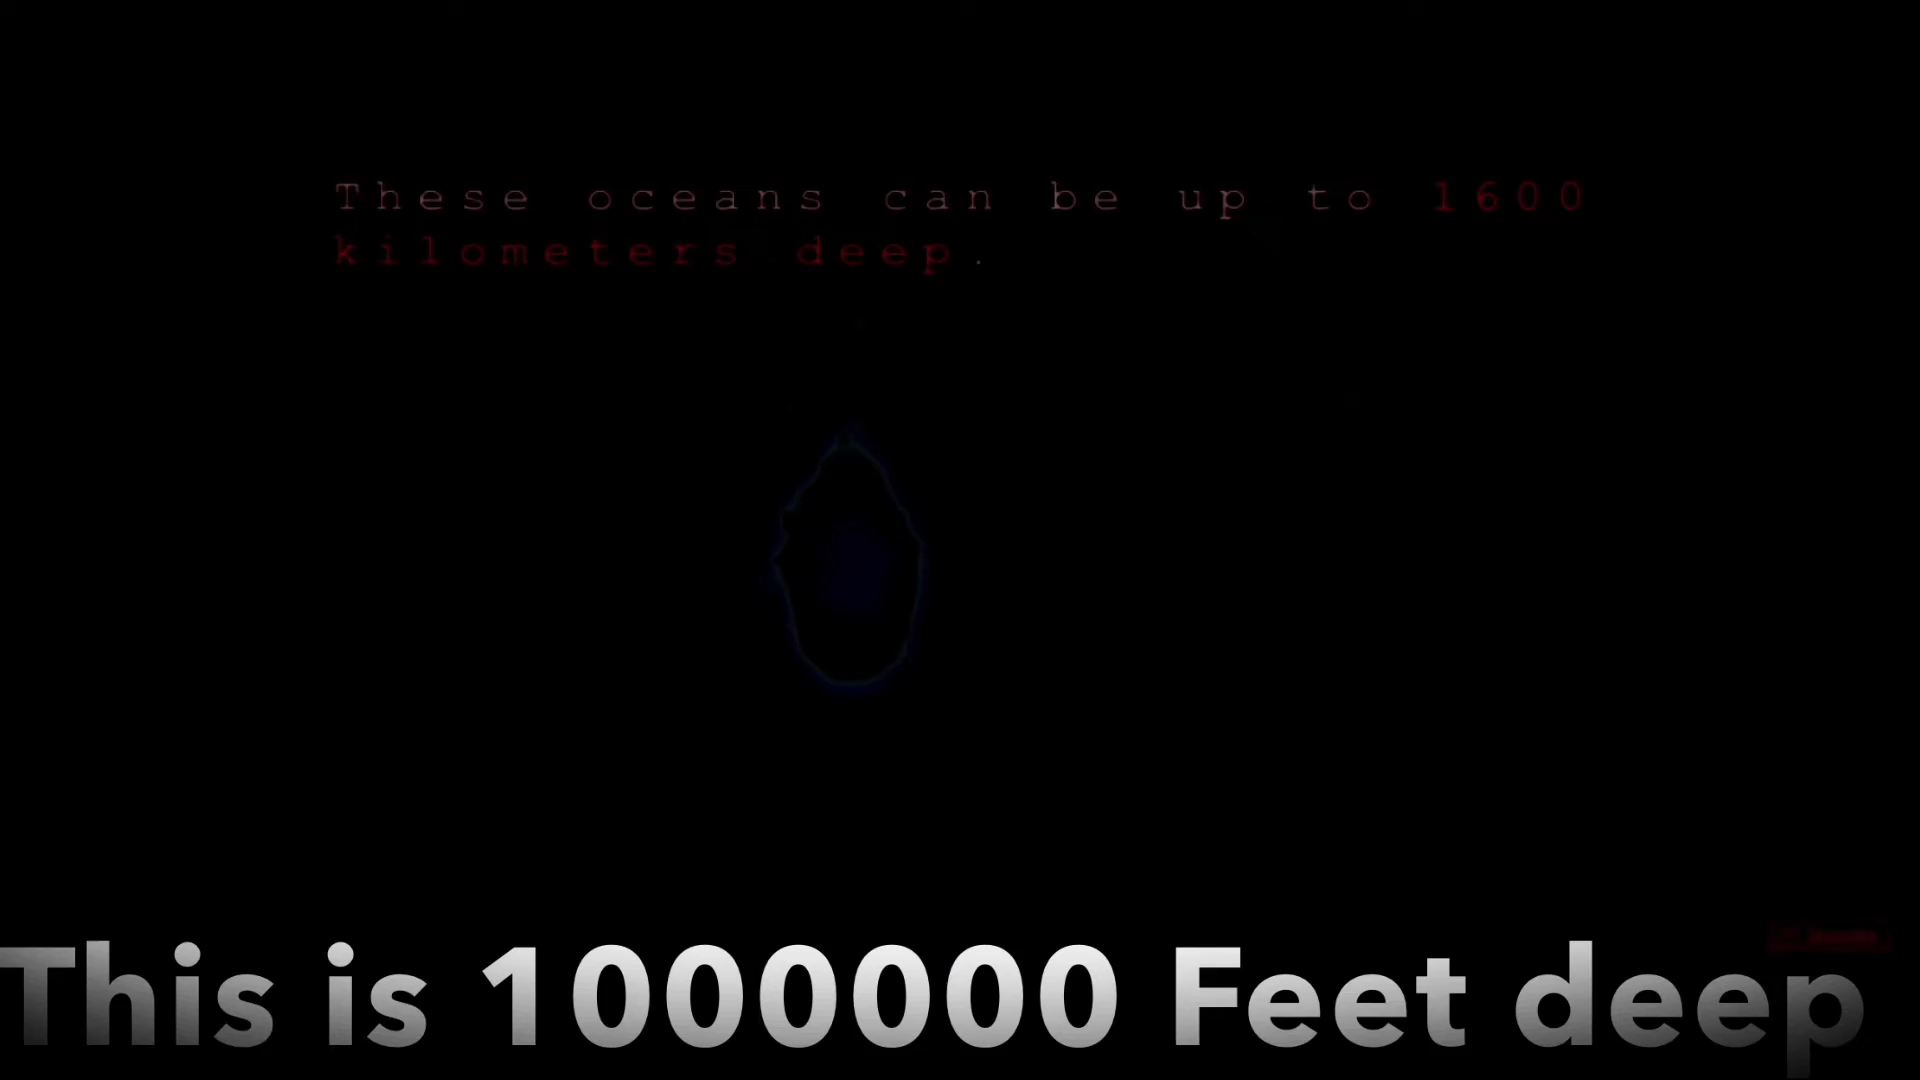 These oceans can be up to 1600
kilometers deep.
This is 1000000 Feet deep